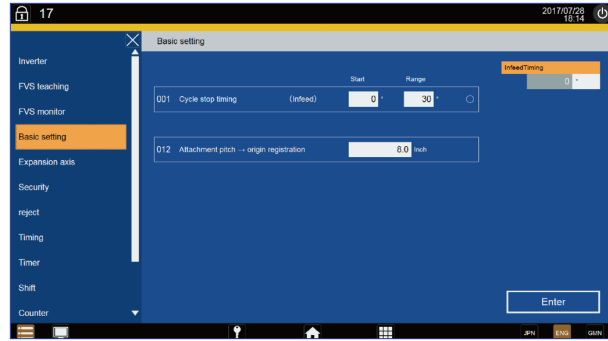 17
2017/07/28
18:14
Basic setting
Inverter
FVS teaching
FVS monitor
Basic setting
Expansion axis
Security
reject
Timing
Timer
Shift
Counter
InfeedTiming
0 °
Start Range
001 Cycle stop timing (Infeed) 0 ° 30 °
012 Attachment pitch → origin registration 8.0 Inch
Enter
JPN ENG GMN